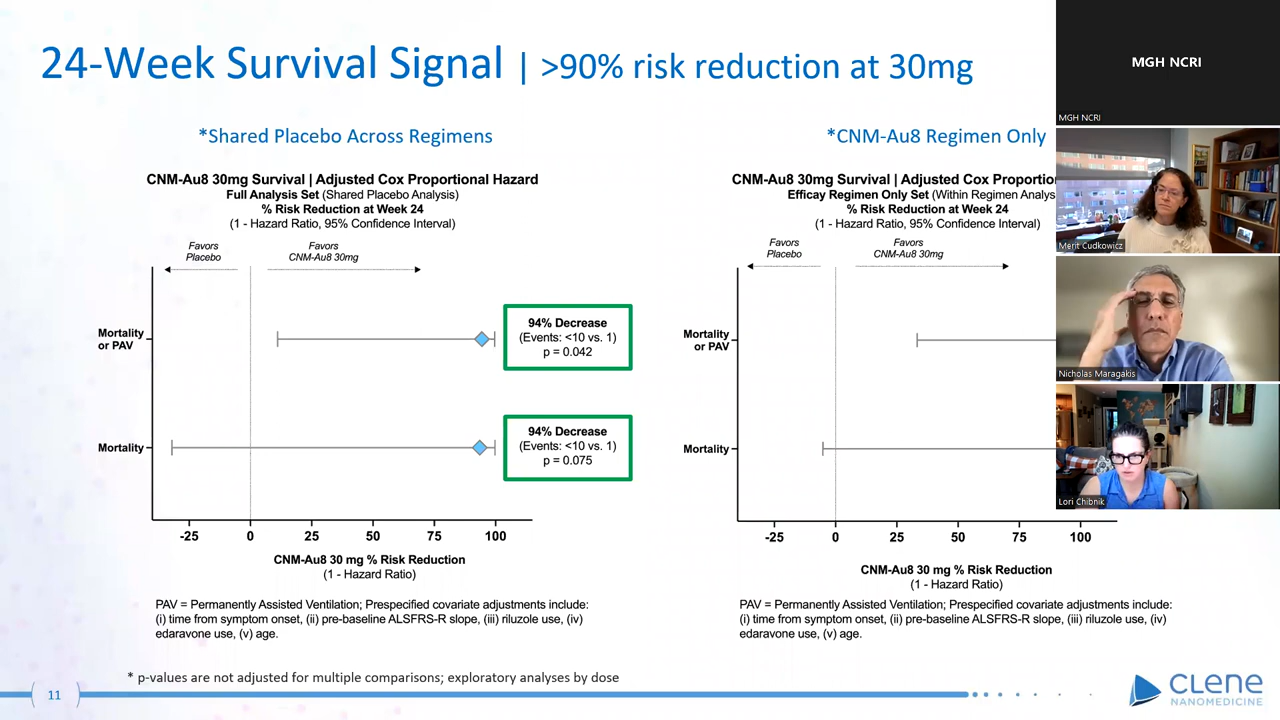 24-Week Survival Signal | >90% risk reduction at 30mg
*Shared Placebo Across Regimens
CNM-Au8 30mg Survival | Adjusted Cox Proportional Hazard
Full Analysis Set (Shared Placebo Analysis)
% Risk Reduction at Week 24
(1 - Hazard Ratio, 95% Confidence Interval)
Favors
Placebo
Favors
CNM-Au8 30mg
Mortality
or PAV
94% Decrease
(Events: <10 vs. 1)
p = 0.042
Mortality
94% Decrease
(Events: <10 vs. 1)
p = 0.075
-25 0 25 50 75 100
CNM-Au8 30 mg % Risk Reduction
(1 - Hazard Ratio)
PAV = Permanently Assisted Ventilation; Prespecified covariate adjustments include:
(i) time from symptom onset, (ii) pre-baseline ALSFRS-R slope, (iii) riluzole use, (iv)
edaravone use, (v) age.
*CNM-Au8 Regimen Only
CNM-Au8 30mg Survival | Adjusted Cox Proportion
Efficay Regimen Only Set (Within Regimen Analys
% Risk Reduction at Week 24
(1 - Hazard Ratio, 95% Confidence Interval)
Favors
Placebo
Favors
CNM-Au8 30mg
Mortality
or PAV
Mortality
-25 0 25 50 75 100
CNM-Au8 30 mg % Risk Reduction
(1 - Hazard Ratio)
PAV = Permanently Assisted Ventilation; Prespecified covariate adjustments include:
(i) time from symptom onset, (ii) pre-baseline ALSFRS-R slope, (iii) riluzole use, (iv)
edaravone use, (v) age.
* p-values are not adjusted for multiple comparisons; exploratory analyses by dose
11
CLENE
NANOMEDICINE
MGH NCRI
MGH NCRI
Merit Cudkowicz
Nicholas Maragakis
Lori Chibnik